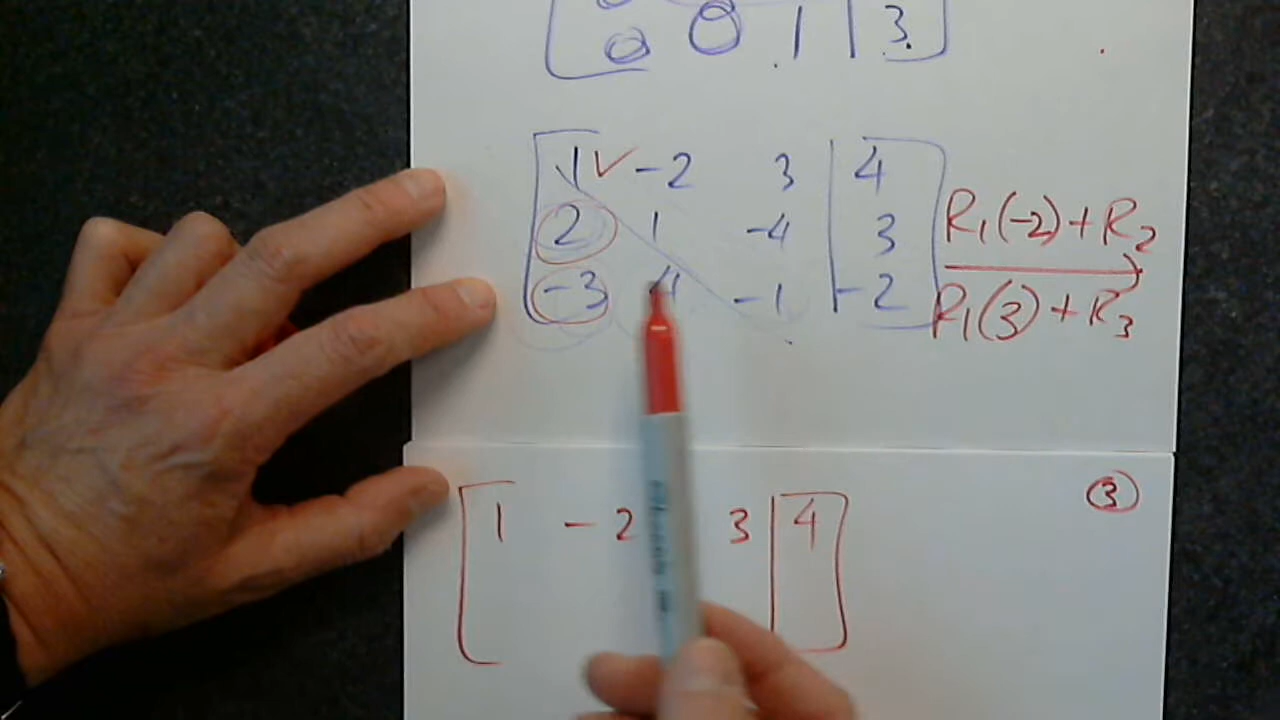 0 0 1 | 3
1 ✓ -2 3 | 4
2 1 -4 | 3 R₁(-2)+R₂
-3 4 -1 | -2 R₁(3)+R₃
③
1 -2 3 | 4